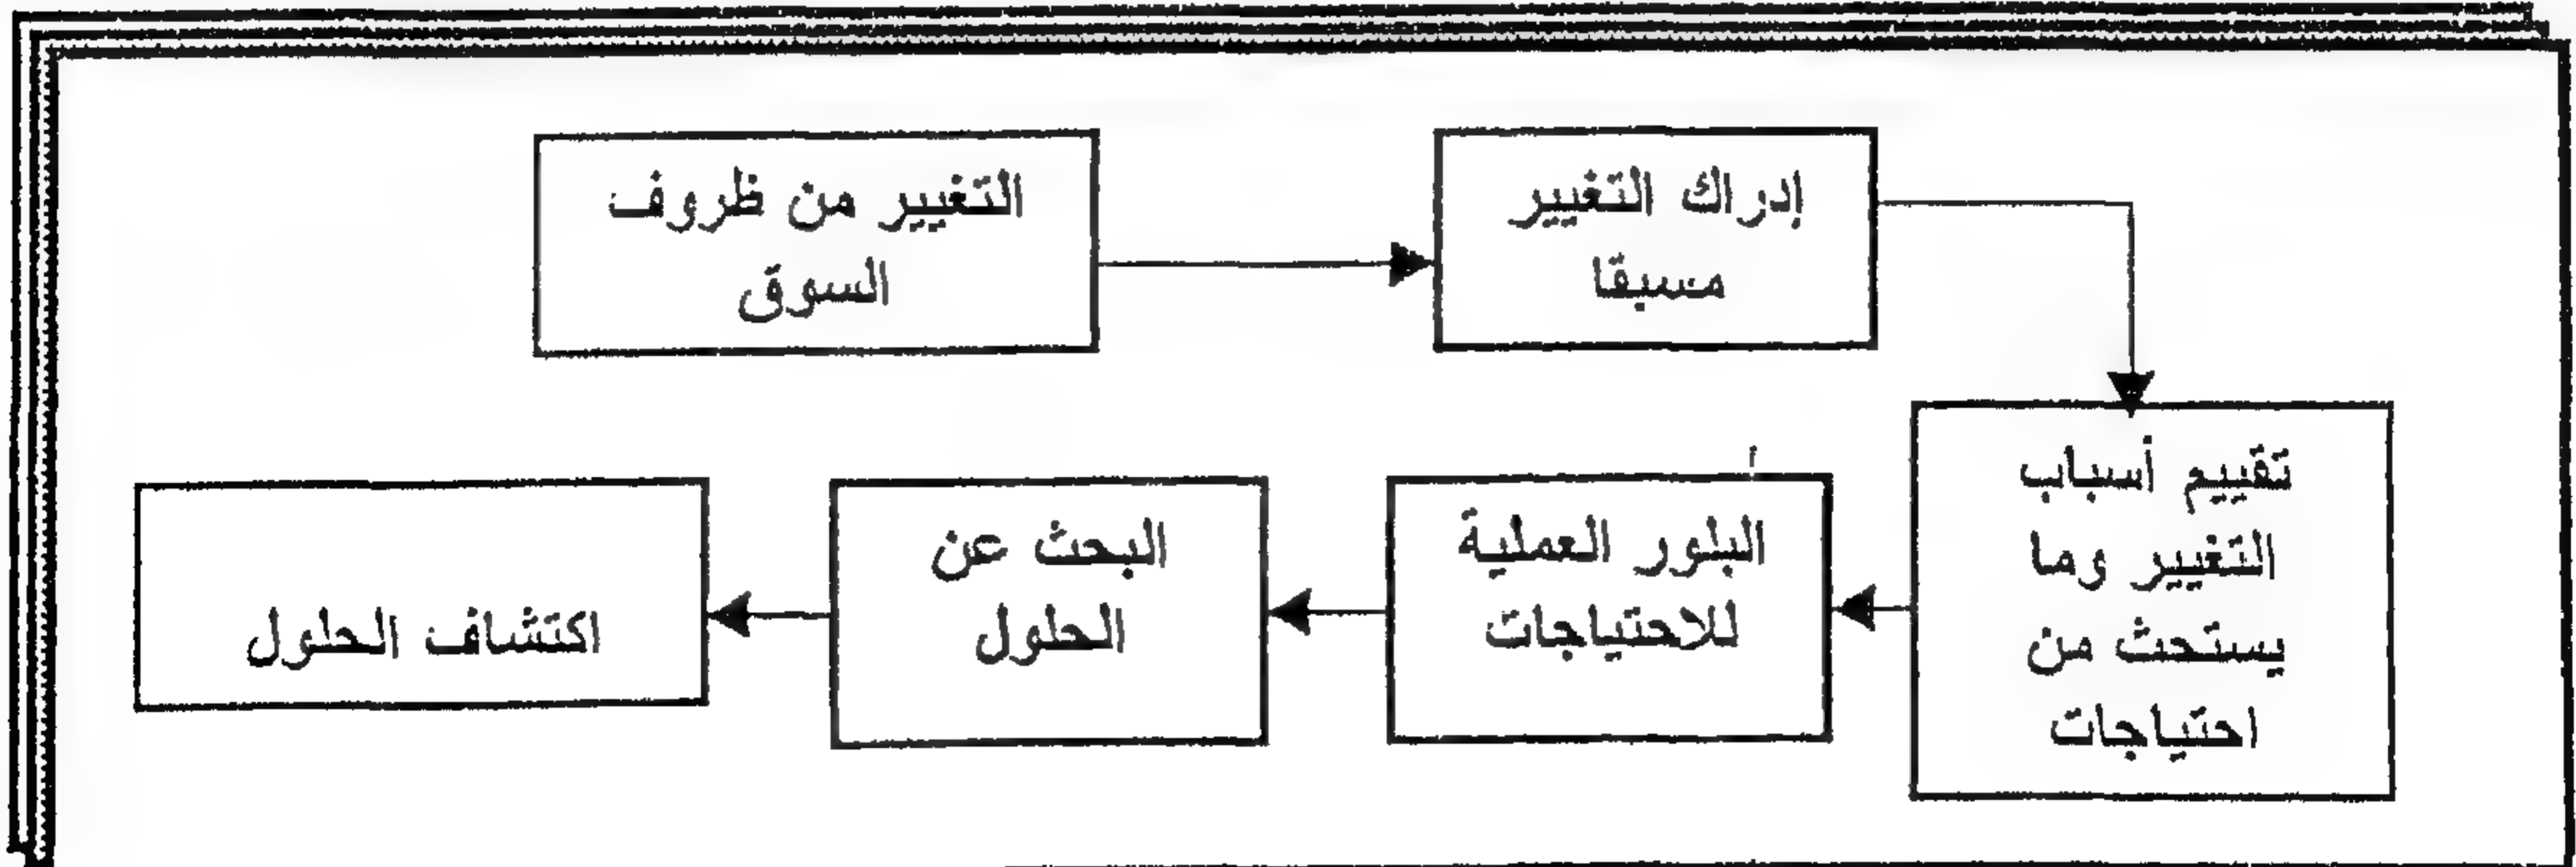 التغيير من ظروف
السوق
إدراك التغيير
مسبقا
تقييم أسباب
التغيير وما
يستحث من
احتياجات
البلور العملية
للاحتياجات
البحث عن
الحلول
اكتشاف الحلول